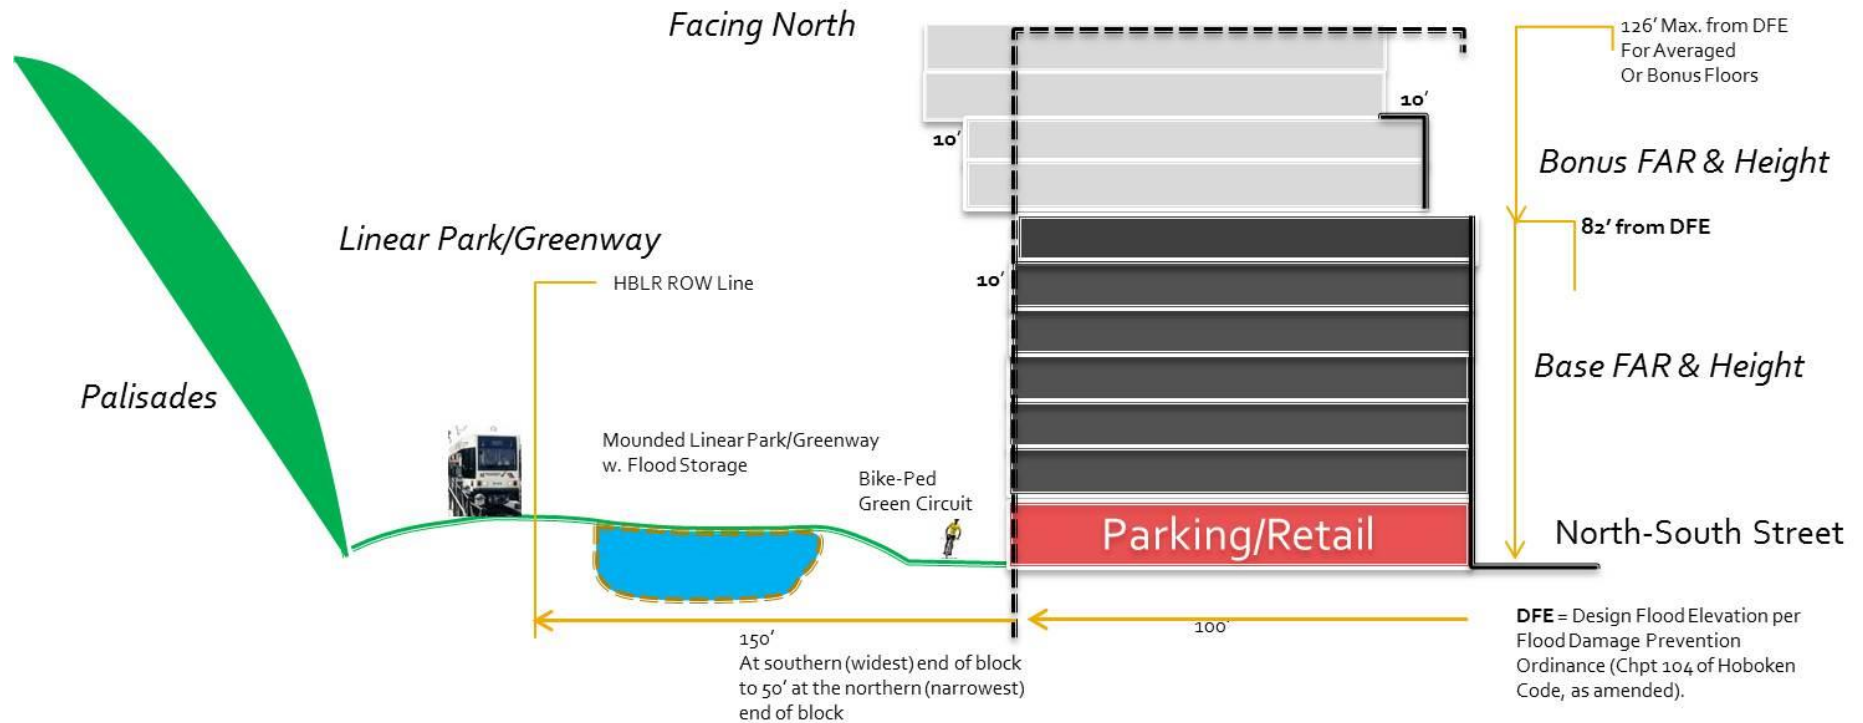 Facing North
126′ Max. from DFE
For Averaged
Or Bonus Floors
10′
10′
Bonus FAR & Height
82′ from DFE
Linear Park/Greenway
HBLR ROW Line
10′
Base FAR & Height
Palisades
Mounded Linear Park/Greenway
w. Flood Storage
Bike-Ped
Green Circuit
Parking/Retail
North-South Street
150′
At southern (widest) end of block
to 50′ at the northern (narrowest)
end of block
100′
DFE = Design Flood Elevation per
Flood Damage Prevention
Ordinance (Chpt 104 of Hoboken
Code, as amended).